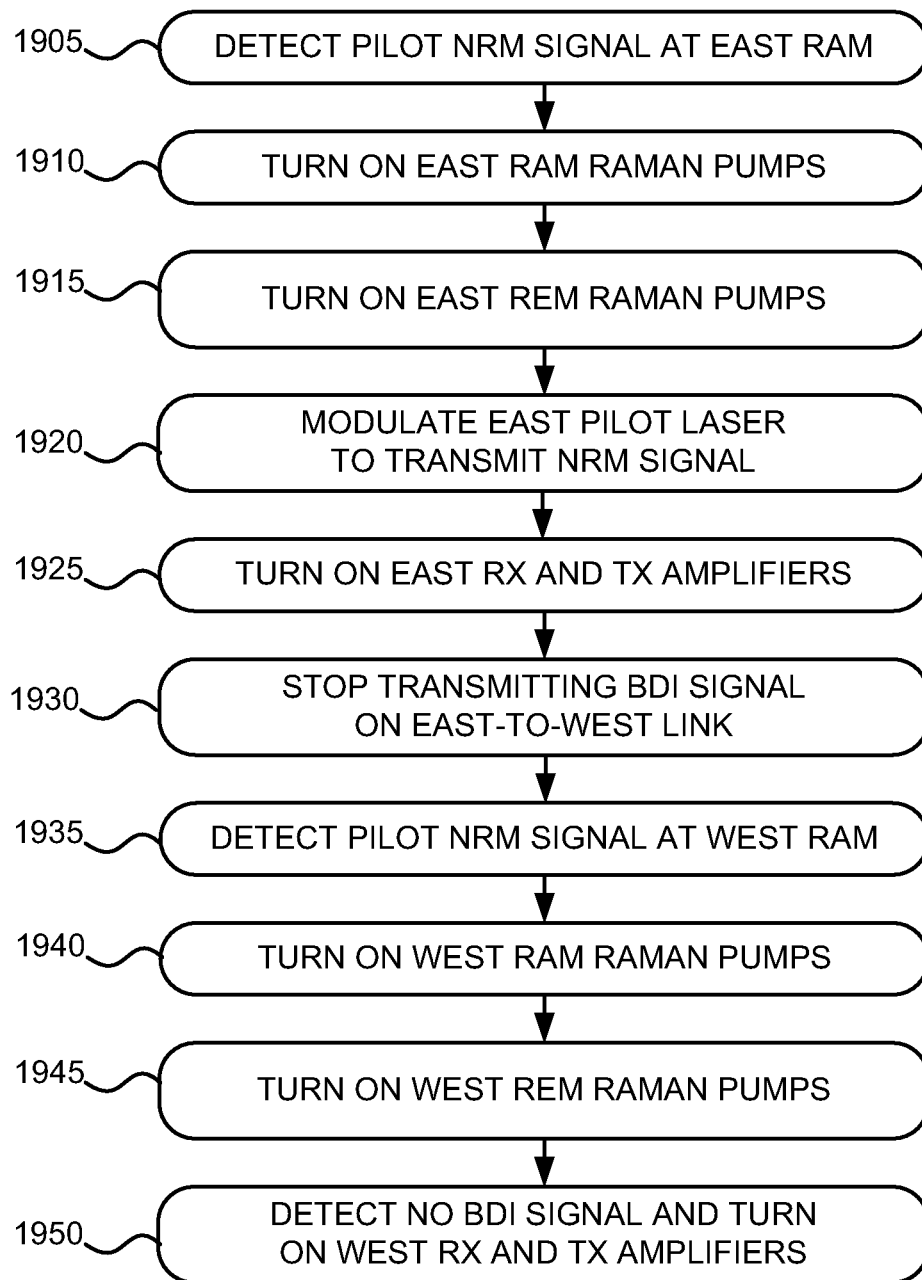 1905 DETECT PILOT NRM SIGNAL AT EAST RAM
1910 TURN ON EAST RAM RAMAN PUMPS
1915 TURN ON EAST REM RAMAN PUMPS
1920 MODULATE EAST PILOT LASER
TO TRANSMIT NRM SIGNAL
1925 TURN ON EAST RX AND TX AMPLIFIERS
1930 STOP TRANSMITTING BDI SIGNAL
ON EAST-TO-WEST LINK
1935 DETECT PILOT NRM SIGNAL AT WEST RAM
1940 TURN ON WEST RAM RAMAN PUMPS
1945 TURN ON WEST REM RAMAN PUMPS
1950 DETECT NO BDI SIGNAL AND TURN
ON WEST RX AND TX AMPLIFIERS